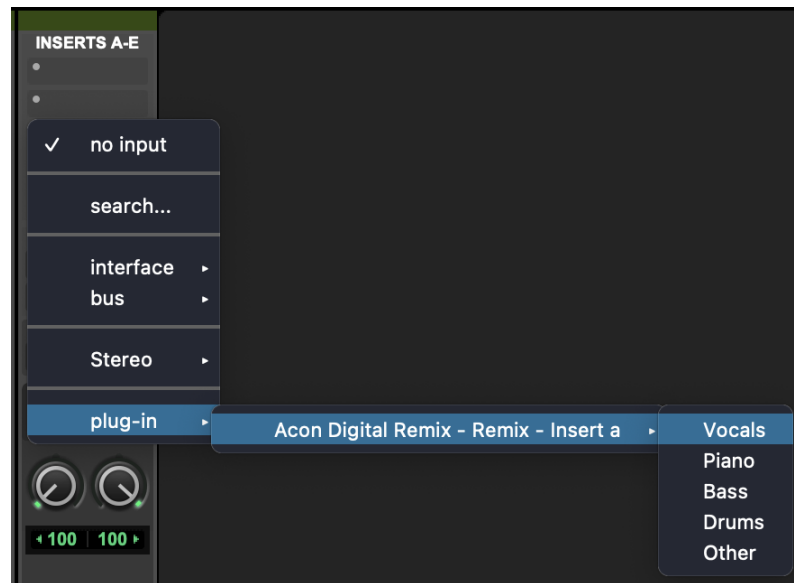 INSERTS A-E
✓ no input
search...
interface ▸
bus ▸
Stereo ▸
plug-in ▸ Acon Digital Remix - Remix - Insert a ▸ Vocals
Piano
Bass
Drums
Other
◂ 100 100 ▸